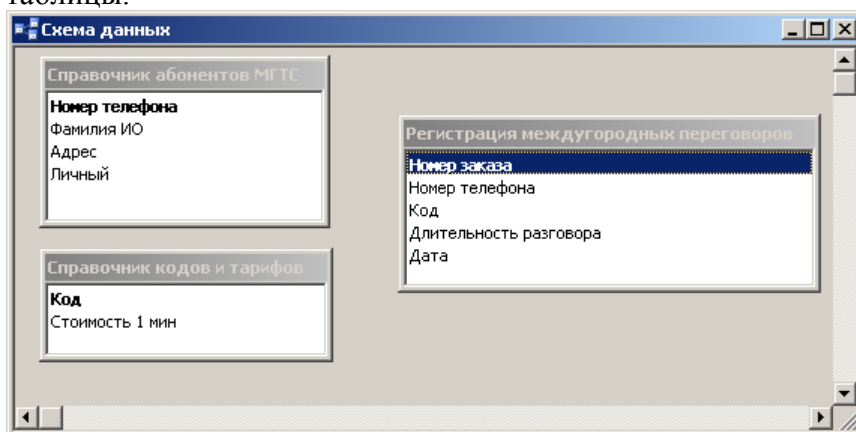 таблицы.
Схема данных
Справочник абонентов МГТС
Номер телефона
Фамилия ИО
Адрес
Личный
Регистрация междугородных переговоров
Номер заказа
Номер телефона
Код
Длительность разговора
Дата
Справочник кодов и тарифов
Код
Стоимость 1 мин